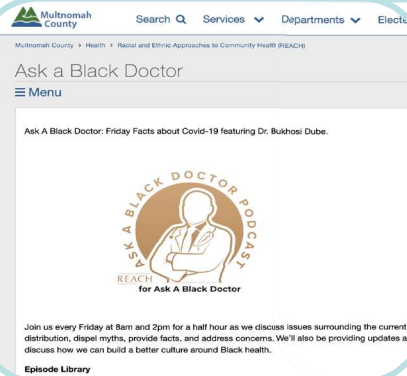 Multnomah
County
Search Services Departments Electe
Multnomah County > Health > Racial and Ethnic Approaches to Community Health (REACH)
Ask a Black Doctor
Menu
Ask A Black Doctor: Friday Facts about Covid-19 featuring Dr. Bukhosi Dube.
ASK A BLACK DOCTOR PODCAST
REACH
for Ask A Black Doctor
Join us every Friday at 8am and 2pm for a half hour as we discuss issues surrounding the current
distribution, dispel myths, provide facts, and address concerns. We'll also be providing updates a
discuss how we can build a better culture around Black health.
Episode Library